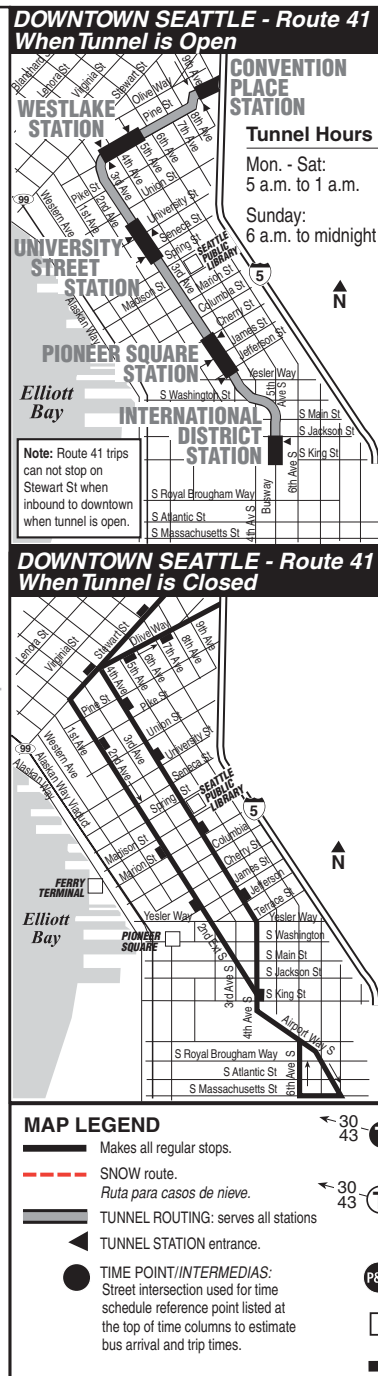 DOWNTOWN SEATTLE - Route 41
When Tunnel is Open
Blanchard St
Lenora St
Virginia St
Stewart St
Olive Way
9th Ave
8th Ave
7th Ave
6th Ave
5th Ave
4th Ave
3rd Ave
2nd Ave
1st Ave
Western Ave
Alaskan Way
Pine St
Pike St
Union St
University St
Seneca St
Spring St
Madison St
Marion St
Columbia St
Cherry St
James St
Jefferson St
3rd Ave
99
5
CONVENTION
PLACE
STATION
WESTLAKE
STATION
Tunnel Hours
Mon. - Sat:
5 a.m. to 1 a.m.
Sunday:
6 a.m. to midnight
SEATTLE
PUBLIC
LIBRARY
UNIVERSITY
STREET
STATION
N
PIONEER SQUARE
STATION
Yesler Way
S Washington St
5th
Ave S
Elliott
Bay
INTERNATIONAL
DISTRICT
STATION
S Main St
S Jackson St
S King St
Note: Route 41 trips
can not stop on
Stewart St when
inbound to downtown
when tunnel is open.
S Royal Brougham Way
S Atlantic St
S Massachusetts St
4th Av S
Busway
6th Ave S
DOWNTOWN SEATTLE - Route 41
When Tunnel is Closed
Lenora St
Virginia St
Stewart St
Olive Way
9th Ave
8th Ave
7th Ave
6th Ave
5th Ave
4th Ave
3rd Ave
2nd Ave
1st Ave
Western Ave
Alaskan Way Viaduct
Alaskan Way
99
Pine St
Pike St
Union St
University St
Seneca St
Spring St
SEATTLE
PUBLIC
LIBRARY
5
Madison St
Marion St
Columbia
Cherry St
James St
Jefferson
Terrace St
N
FERRY
TERMINAL
Elliott
Bay
PIONEER
SQUARE
Yesler Way
Yesler Way
2nd Ext S
3rd Ave S
4th Ave S
S Washington
S Main St
S Jackson St
S King St
Airport Way S
S Royal Brougham Way
S Atlantic St
S Massachusetts St
6th Ave S
MAP LEGEND
Makes all regular stops.
SNOW route.
Ruta para casos de nieve.
TUNNEL ROUTING: serves all stations
TUNNEL STATION entrance.
TIME POINT/INTERMEDIAS:
Street intersection used for time
schedule reference point listed at
the top of time columns to estimate
bus arrival and trip times.
30
43
30
43